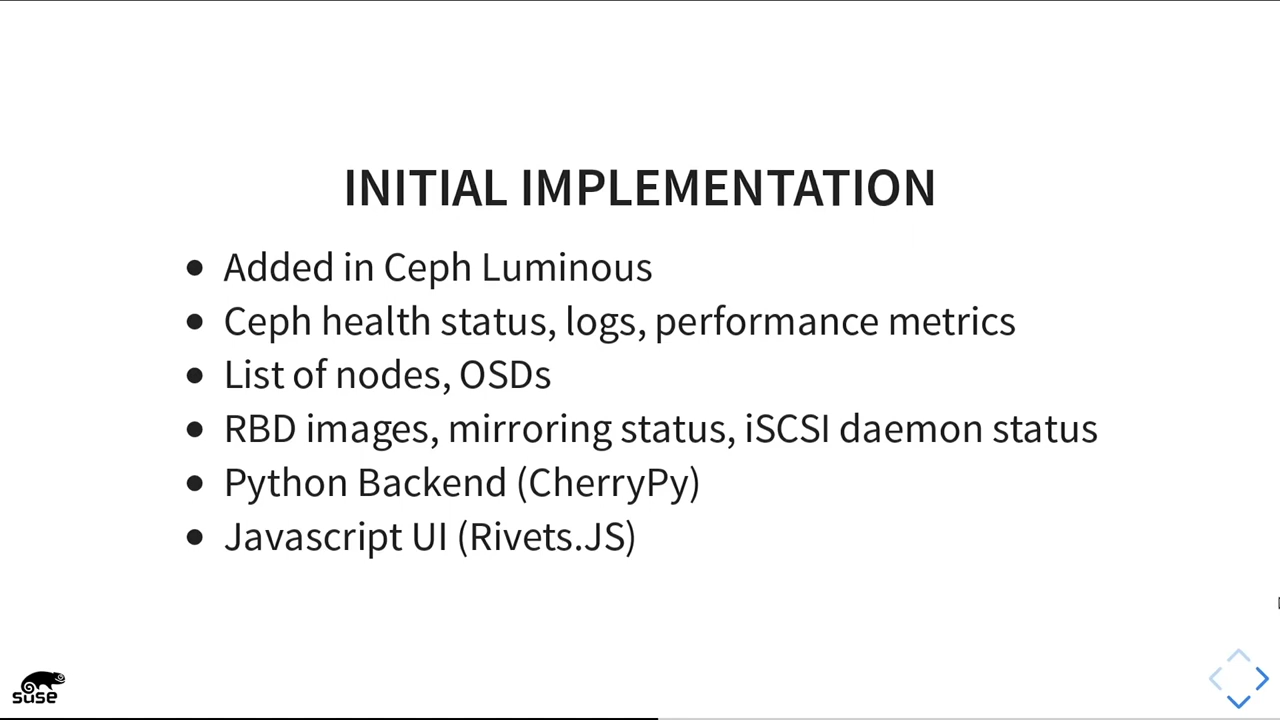 INITIAL IMPLEMENTATION
Added in Ceph Luminous
Ceph health status, logs, performance metrics
List of nodes, OSDs
RBD images, mirroring status, iSCSI daemon status
Python Backend (CherryPy)
Javascript UI (Rivets.JS)
suse